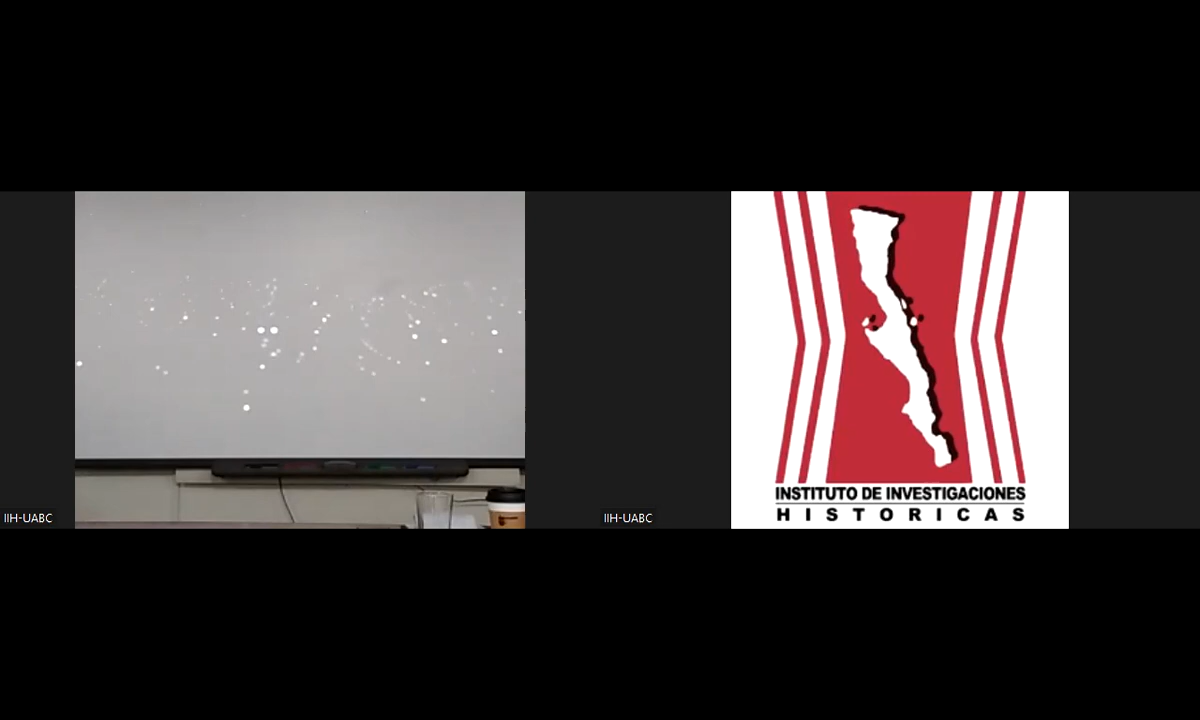 IIH-UABC
IIH-UABC
INSTITUTO DE INVESTIGACIONES
HISTORICAS